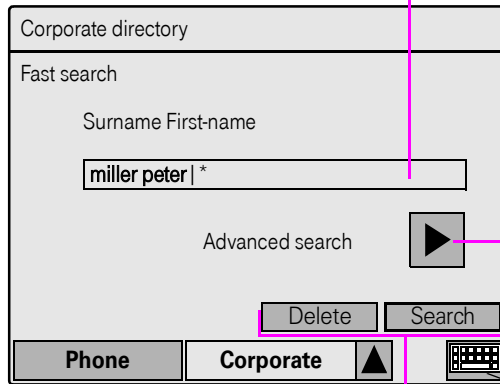 Corporate directory
Fast search
Surname First-name
miller peter| *
Advanced search
Delete Search
Phone Corporate